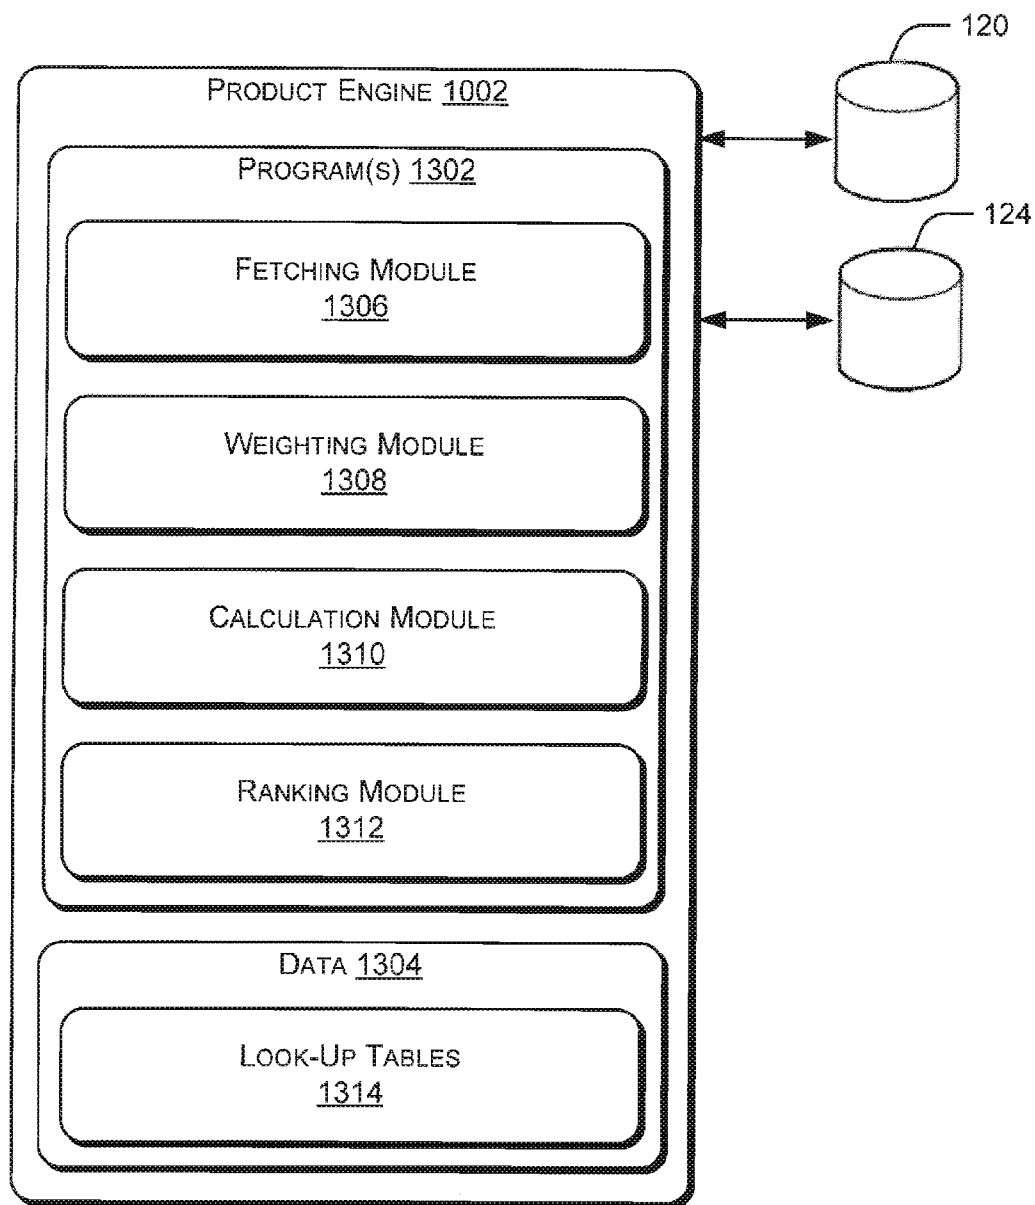 120
PRODUCT ENGINE 1002
PROGRAM(S) 1302
124
FETCHING MODULE
1306
WEIGHTING MODULE
1308
CALCULATION MODULE
1310
RANKING MODULE
1312
DATA 1304
LOOK-UP TABLES
1314